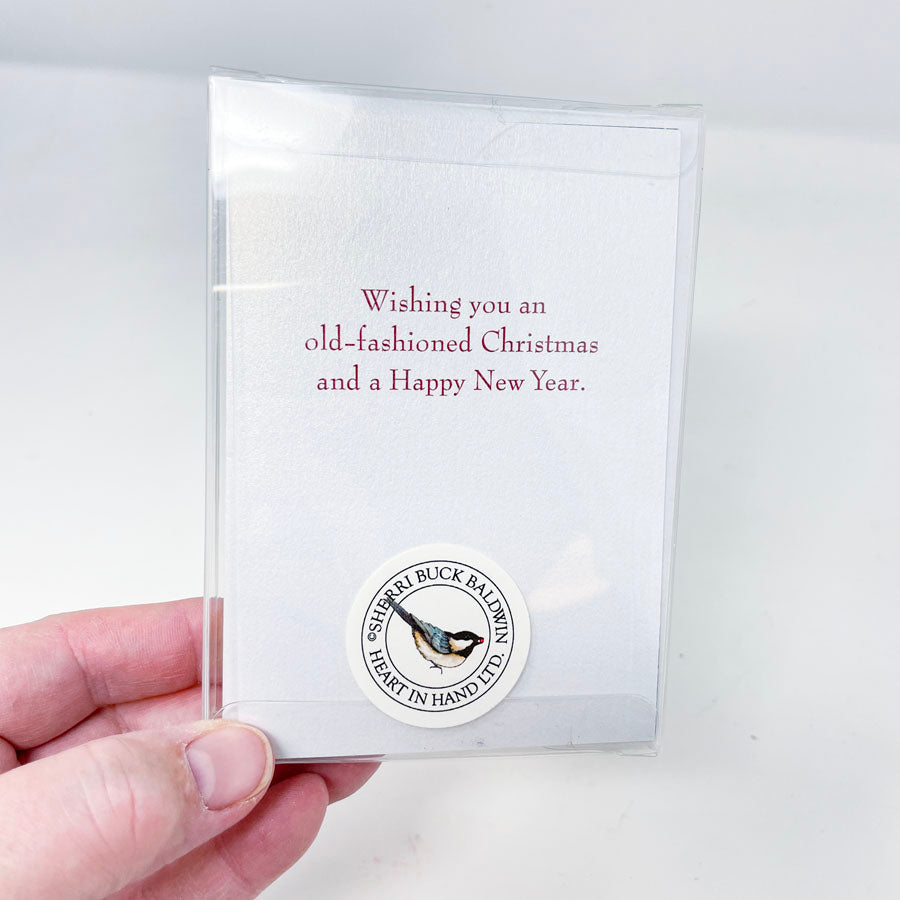 Wishing you an
old-fashioned Christmas
and a Happy New Year.
©SHERRI BUCK BALDWIN
HEART IN HAND LTD.